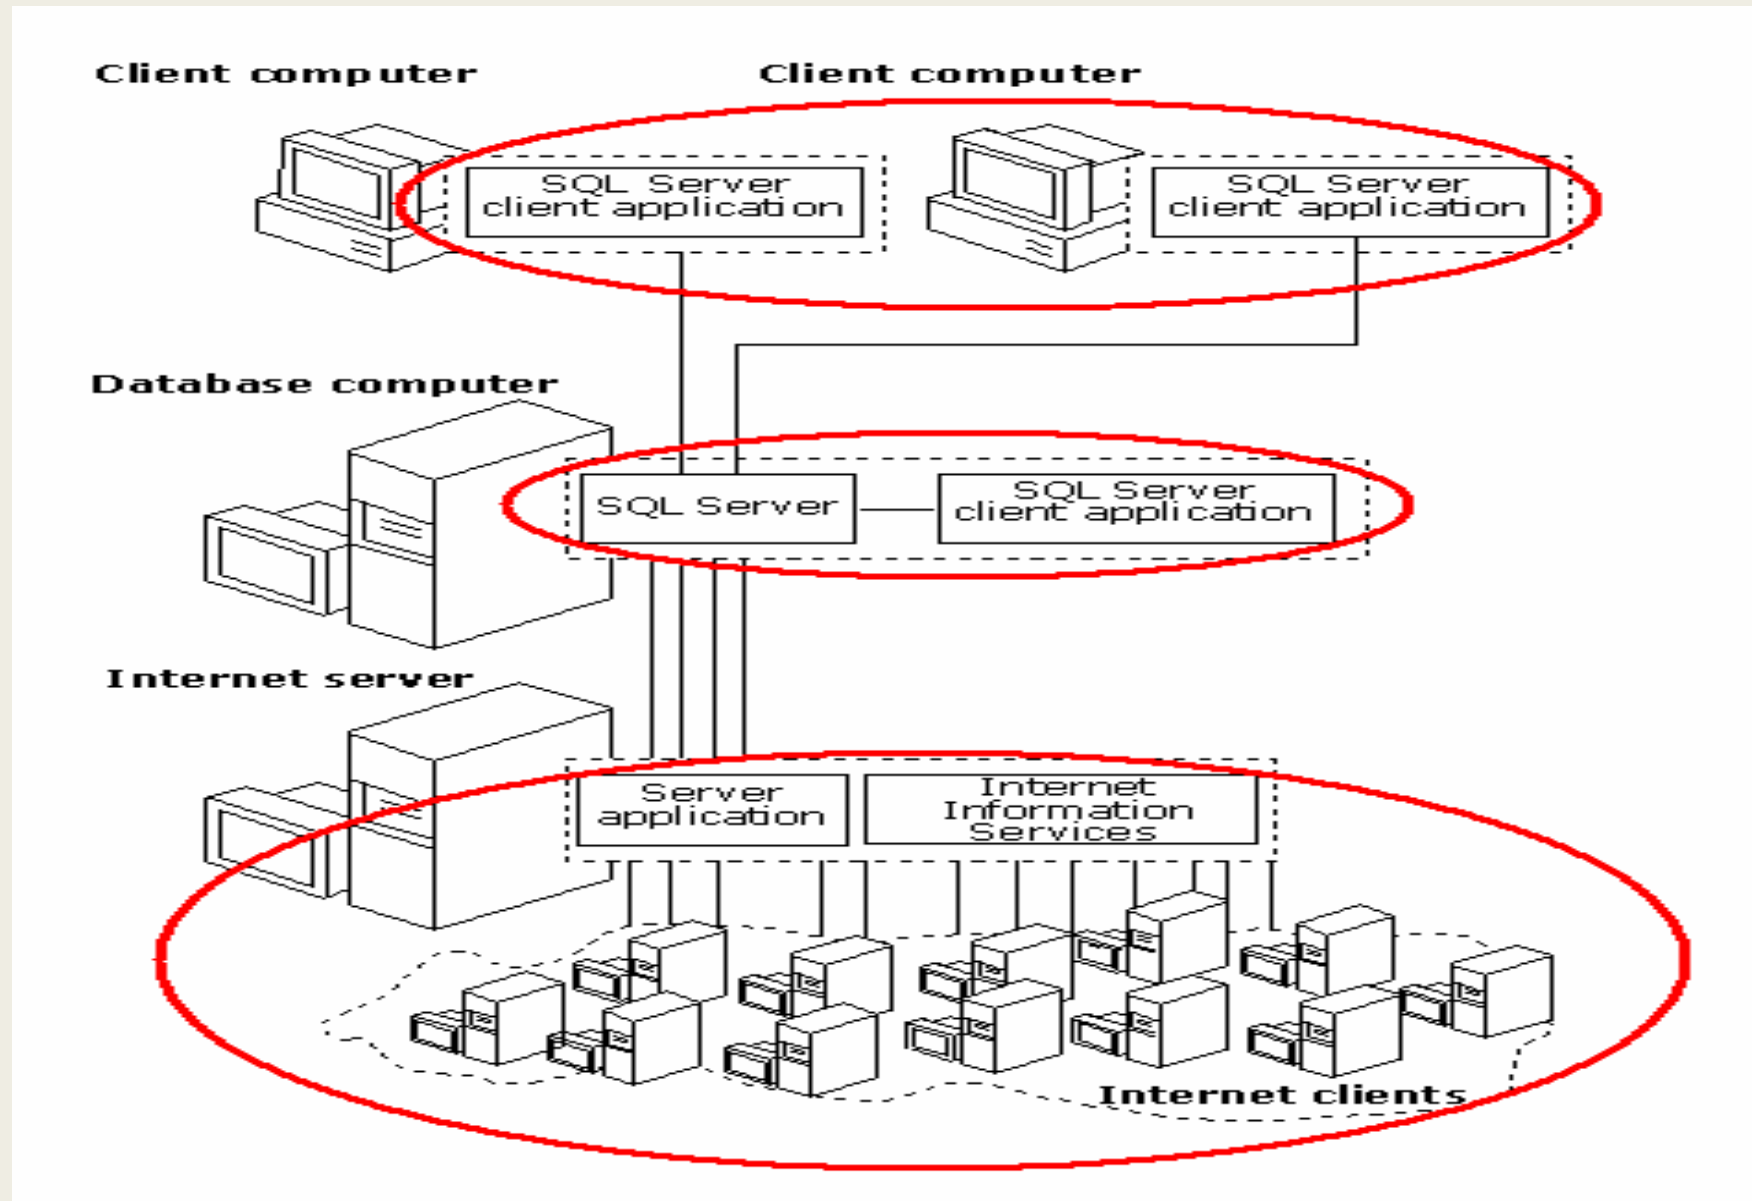 Client computer
Client computer
SQL Server
client application
SQL Server
client application
Database computer
SQL Server
SQL Server
client application
Internet server
Server
application
Internet
Information
Services
Internet clients